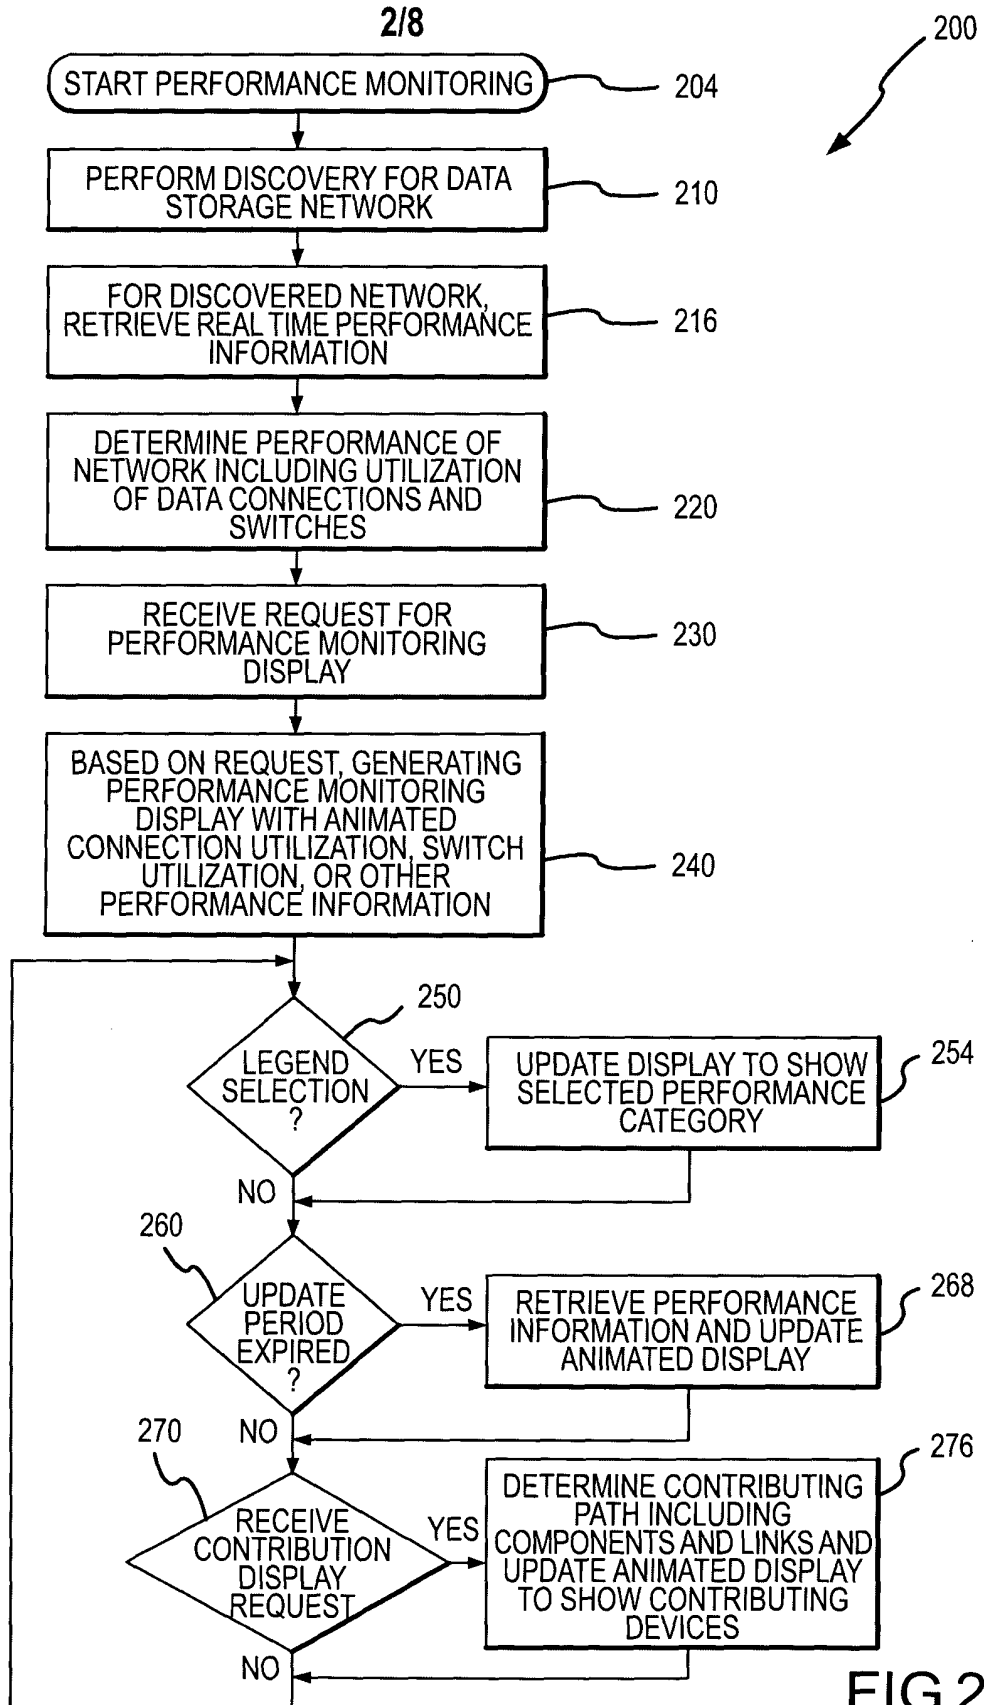 2/8
200
START PERFORMANCE MONITORING
204
PERFORM DISCOVERY FOR DATA
STORAGE NETWORK
210
FOR DISCOVERED NETWORK,
RETRIEVE REAL TIME PERFORMANCE
INFORMATION
216
DETERMINE PERFORMANCE OF
NETWORK INCLUDING UTILIZATION
OF DATA CONNECTIONS AND
SWITCHES
220
RECEIVE REQUEST FOR
PERFORMANCE MONITORING
DISPLAY
230
BASED ON REQUEST, GENERATING
PERFORMANCE MONITORING
DISPLAY WITH ANIMATED
CONNECTION UTILIZATION, SWITCH
UTILIZATION, OR OTHER
PERFORMANCE INFORMATION
240
250
LEGEND
SELECTION
?
YES
UPDATE DISPLAY TO SHOW
SELECTED PERFORMANCE
CATEGORY
254
NO
260
UPDATE
PERIOD
EXPIRED
?
YES
RETRIEVE PERFORMANCE
INFORMATION AND UPDATE
ANIMATED DISPLAY
268
NO
270
RECEIVE
CONTRIBUTION
DISPLAY
REQUEST
YES
DETERMINE CONTRIBUTING
PATH INCLUDING
COMPONENTS AND LINKS AND
UPDATE ANIMATED DISPLAY
TO SHOW CONTRIBUTING
DEVICES
276
NO
FIG.2